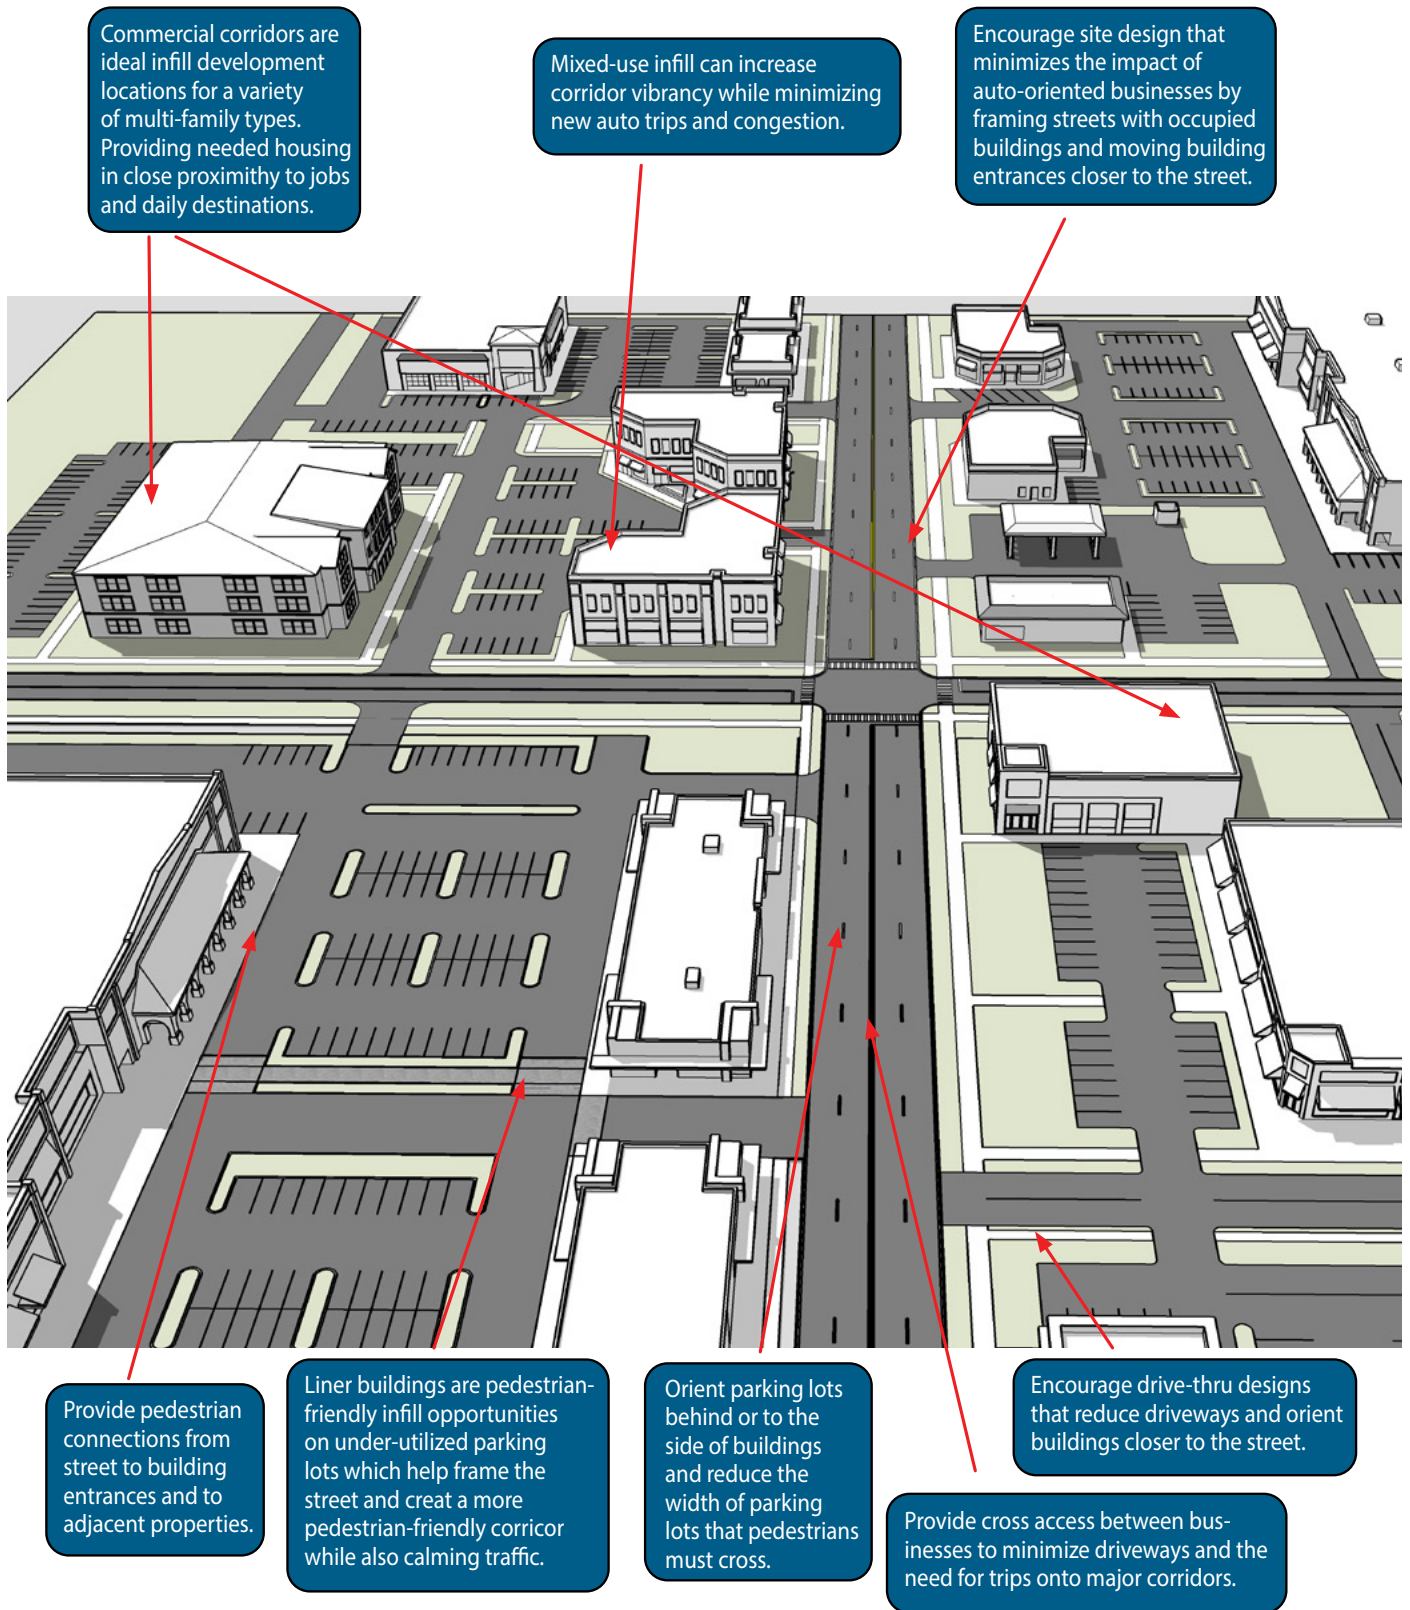 Commercial corridors are
ideal infill development
locations for a variety
of multi-family types.
Providing needed housing
in close proximithy to jobs
and daily destinations.
Mixed-use infill can increase
corridor vibrancy while minimizing
new auto trips and congestion.
Encourage site design that
minimizes the impact of
auto-oriented businesses by
framing streets with occupied
buildings and moving building
entrances closer to the street.
Provide pedestrian
connections from
street to building
entrances and to
adjacent properties.
Liner buildings are pedestrian-
friendly infill opportunities
on under-utilized parking
lots which help frame the
street and creat a more
pedestrian-friendly corricor
while also calming traffic.
Orient parking lots
behind or to the
side of buildings
and reduce the
width of parking
lots that pedestrians
must cross.
Encourage drive-thru designs
that reduce driveways and orient
buildings closer to the street.
Provide cross access between bus-
inesses to minimize driveways and the
need for trips onto major corridors.